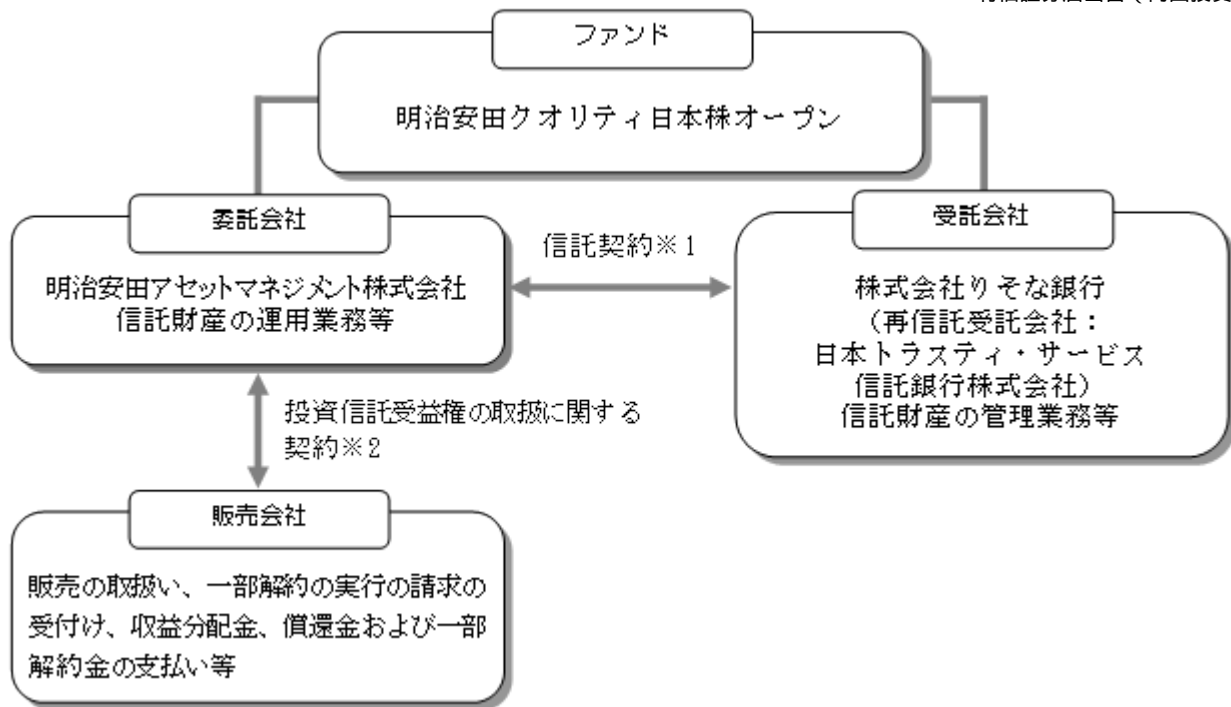 ファンド
明治安田クオリティ日本株オープン
委託会社
明治安田アセットマネジメント株式会社
信託財産の運用業務等
信託契約※1
受託会社
株式会社りそな銀行
（再信託受託会社：
日本トラスティ・サービス
信託銀行株式会社）
信託財産の管理業務等
投資信託受益権の取扱に関する
契約※2
販売会社
販売の取扱い、一部解約の実行の請求の
受付け、収益分配金、償還金および一部
解約金の支払い等